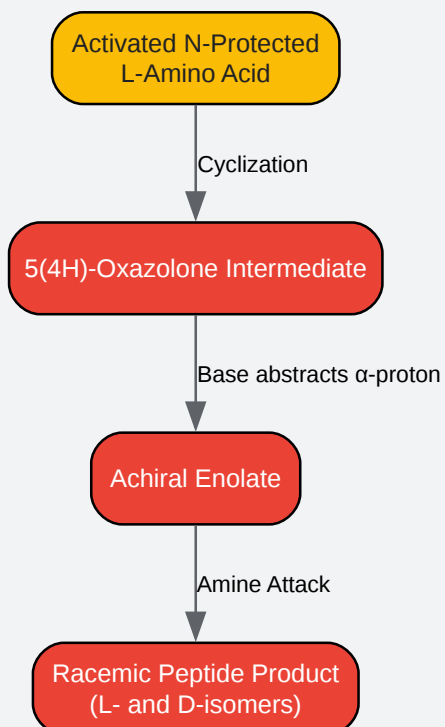 Activated N-Protected
L-Amino Acid
Cyclization
5(4H)-Oxazolone Intermediate
Base abstracts α-proton
Achiral Enolate
Amine Attack
Racemic Peptide Product
(L- and D-isomers)